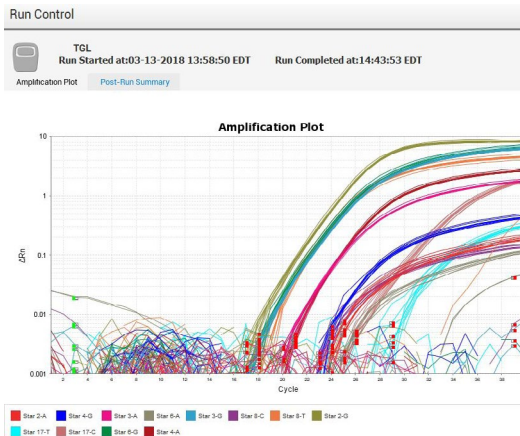 Run Control
TGL
Run Started at:03-13-2018 13:58:50 EDT Run Completed at:14:43:53 EDT
Amplification Plot Post-Run Summary
Amplification Plot
10
1
0.1
0.01
0.001
ΔRn
2 4 6 8 10 12 14 16 18 20 22 24 26 28 30 32 34 36 38
Cycle
Star 2-A Star 4-G Star 3-A Star 6-A Star 3-G Star 8-C Star 8-T Star 2-G
Star 17-T Star 17-C Star 6-G Star 4-A